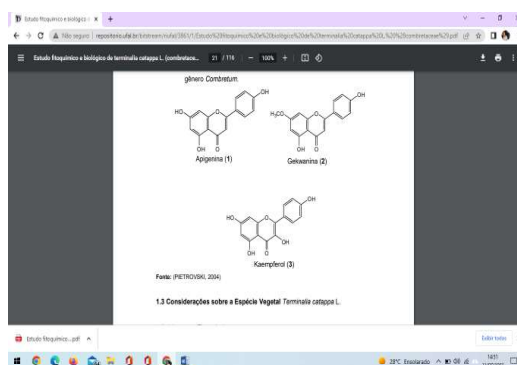 Estudo fitoquímico e biológico
Não seguro
repositorio.ufal.br/bitstream/riufal/3861/1/Estudo%20fitoquímico%20e%20biológico%20de%20terminalia%20catappa%20L.%20%20combretaceae%29.pdf
Estudo fitoquímico e biológico de terminalia catappa L. (combretace...
21 / 116
100%
gênero Combretum.
HO
O
OH
OH
O
Apigenina (1)
H₃CO
O
OH
OH
O
Gekwanina (2)
HO
O
OH
OH
OH
O
Kaempferol (3)
Fonte: (PIETROVSKI, 2004)
1.3 Considerações sobre a Espécie Vegetal Terminalia catappa L.
Estudo fitoquímico....pdf
Exibir todos
28°C Ensolarado
14:51